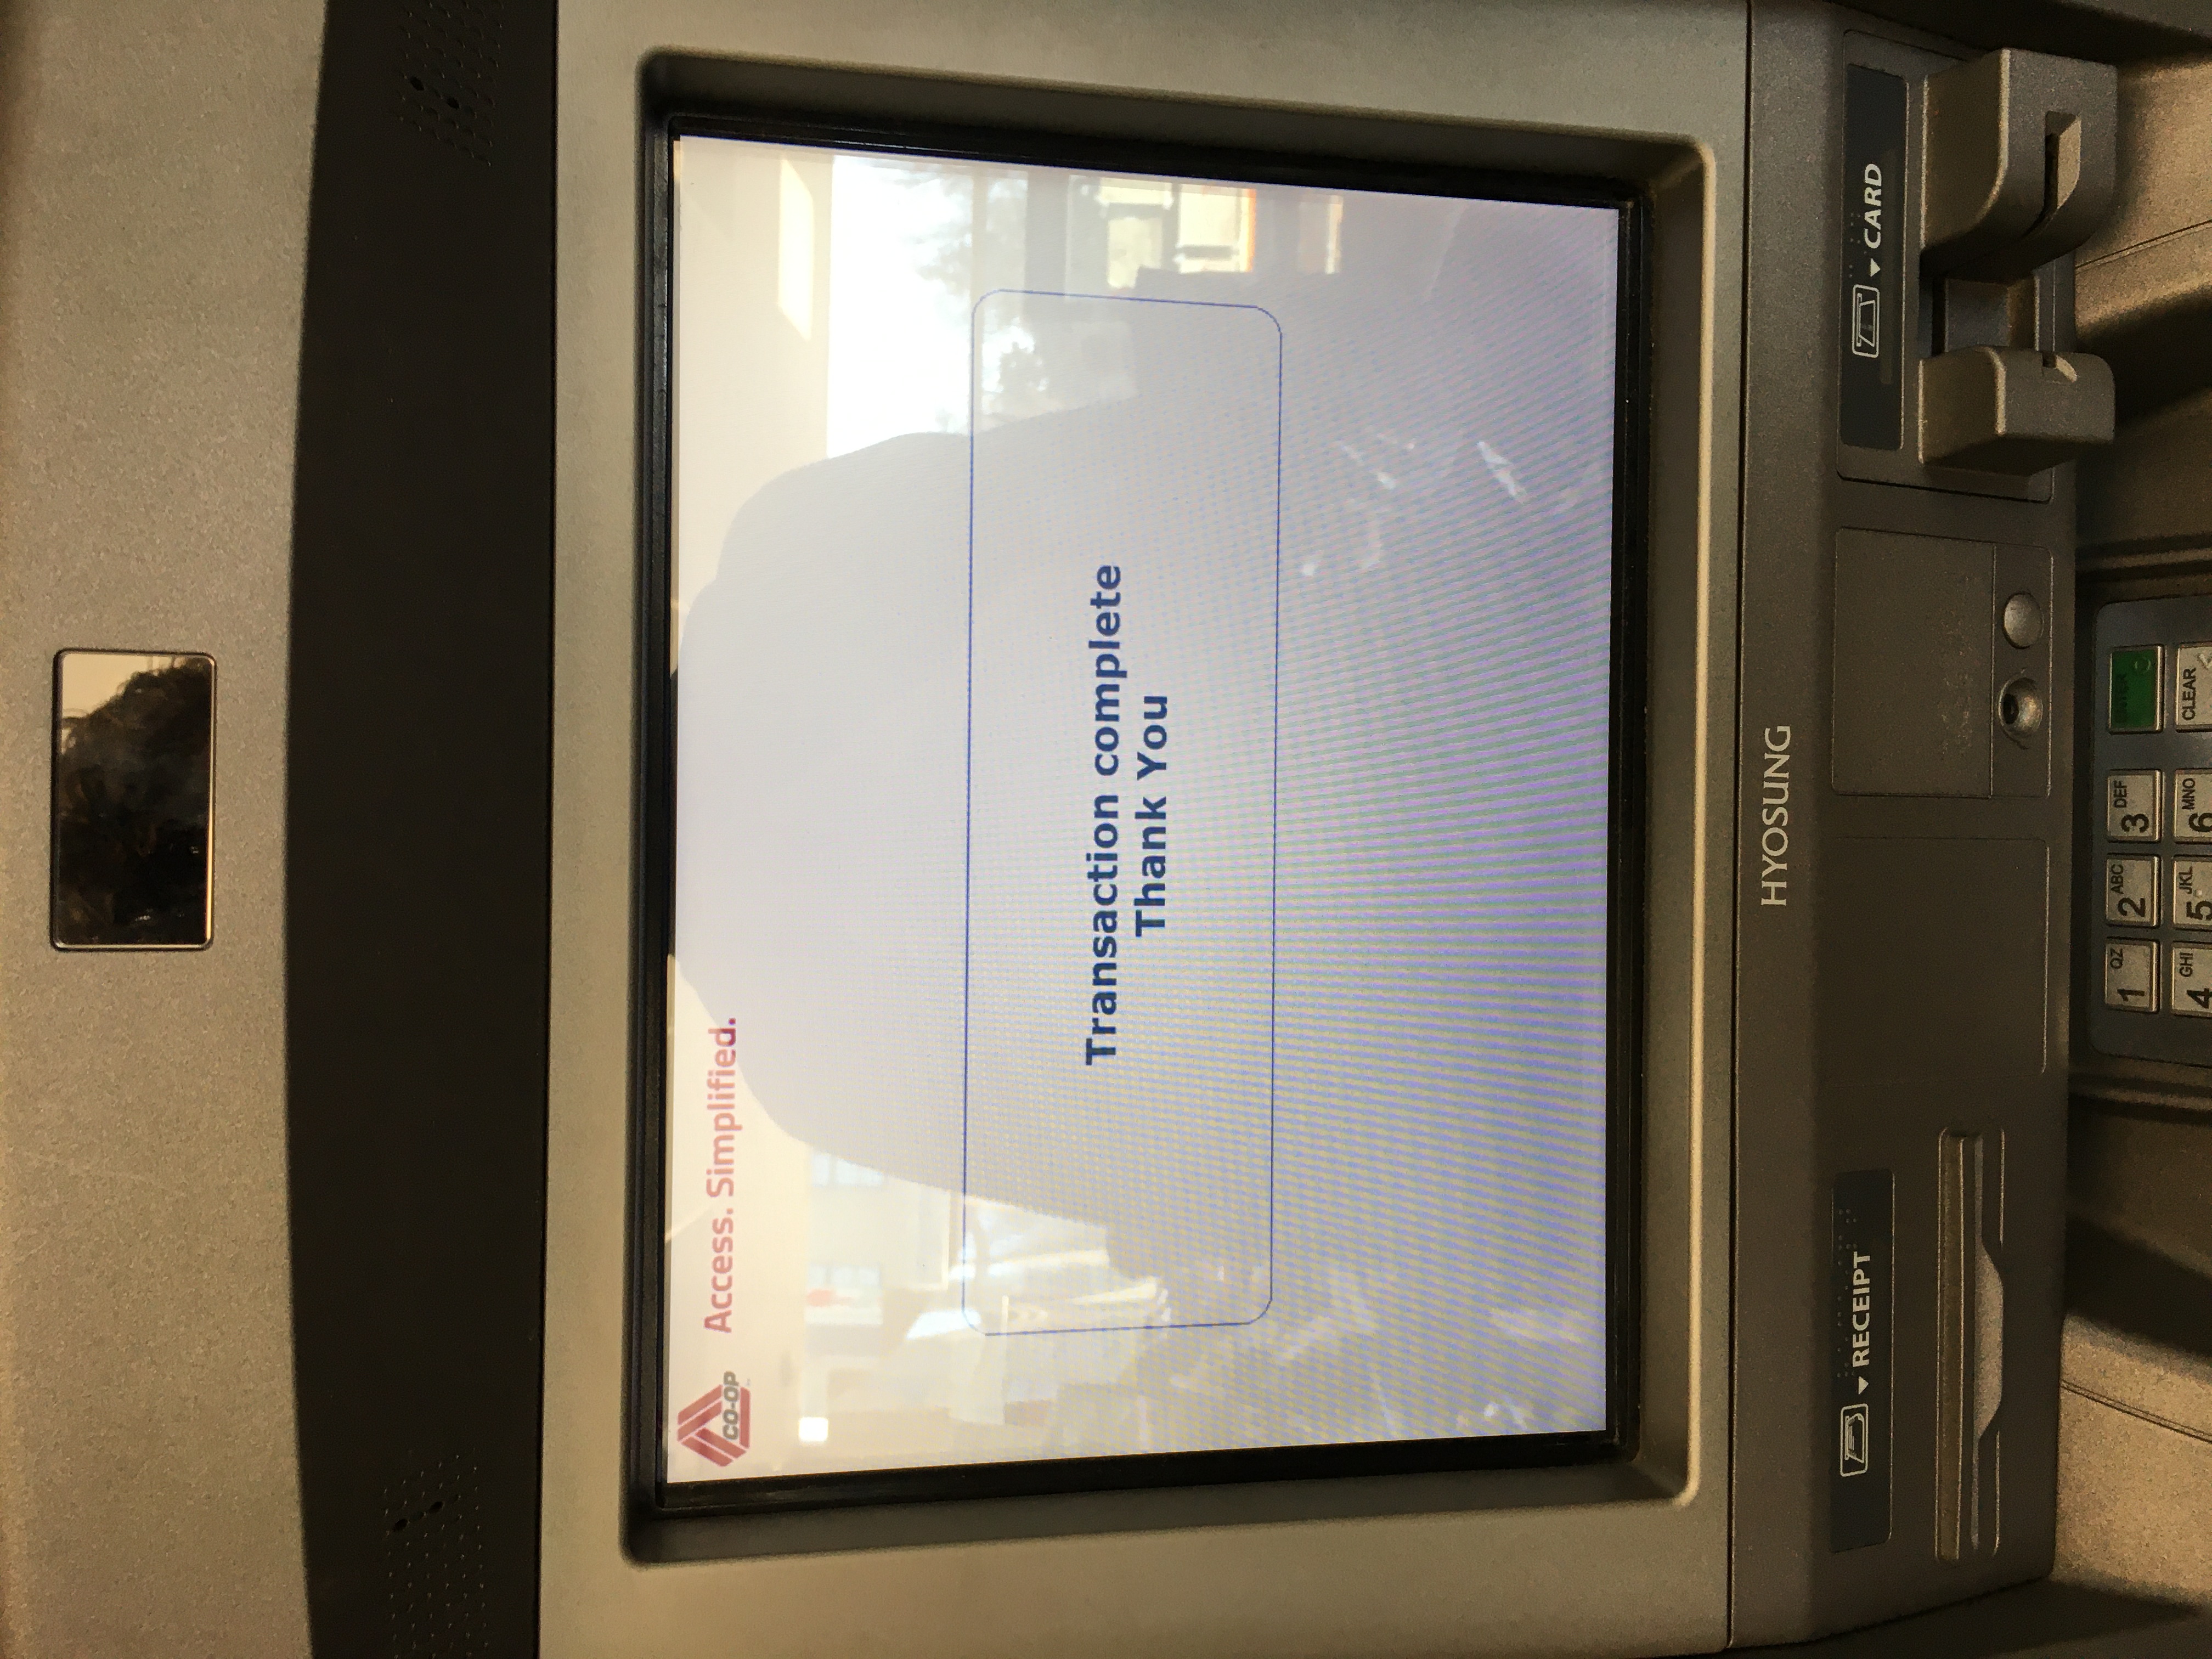 CO-OP
Access. Simplified.
Transaction complete
Thank You
HYOSUNG
RECEIPT
CARD
1 QZ 2 ABC 3 DEF ENTER
4 GHI 5 JKL 6 MNO CLEAR